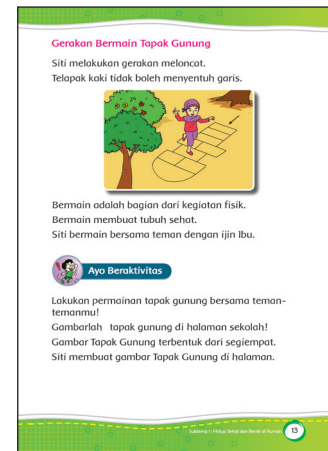 Gerakan Bermain Tapak Gunung
Siti melakukan gerakan meloncat.
Telapak kaki tidak boleh menyentuh garis.
Bermain adalah bagian dari kegiatan fisik.
Bermain membuat tubuh sehat.
Siti bermain bersama teman dengan ijin Ibu.
Ayo Beraktivitas
Lakukan permainan tapak gunung bersama teman-
temanmu!
Gambarlah tapak gunung di halaman sekolah!
Gambar Tapak Gunung terbentuk dari segiempat.
Siti membuat gambar Tapak Gunung di halaman.
Subtema 1: Hidup Sehat dan Bersih di Rumah 13